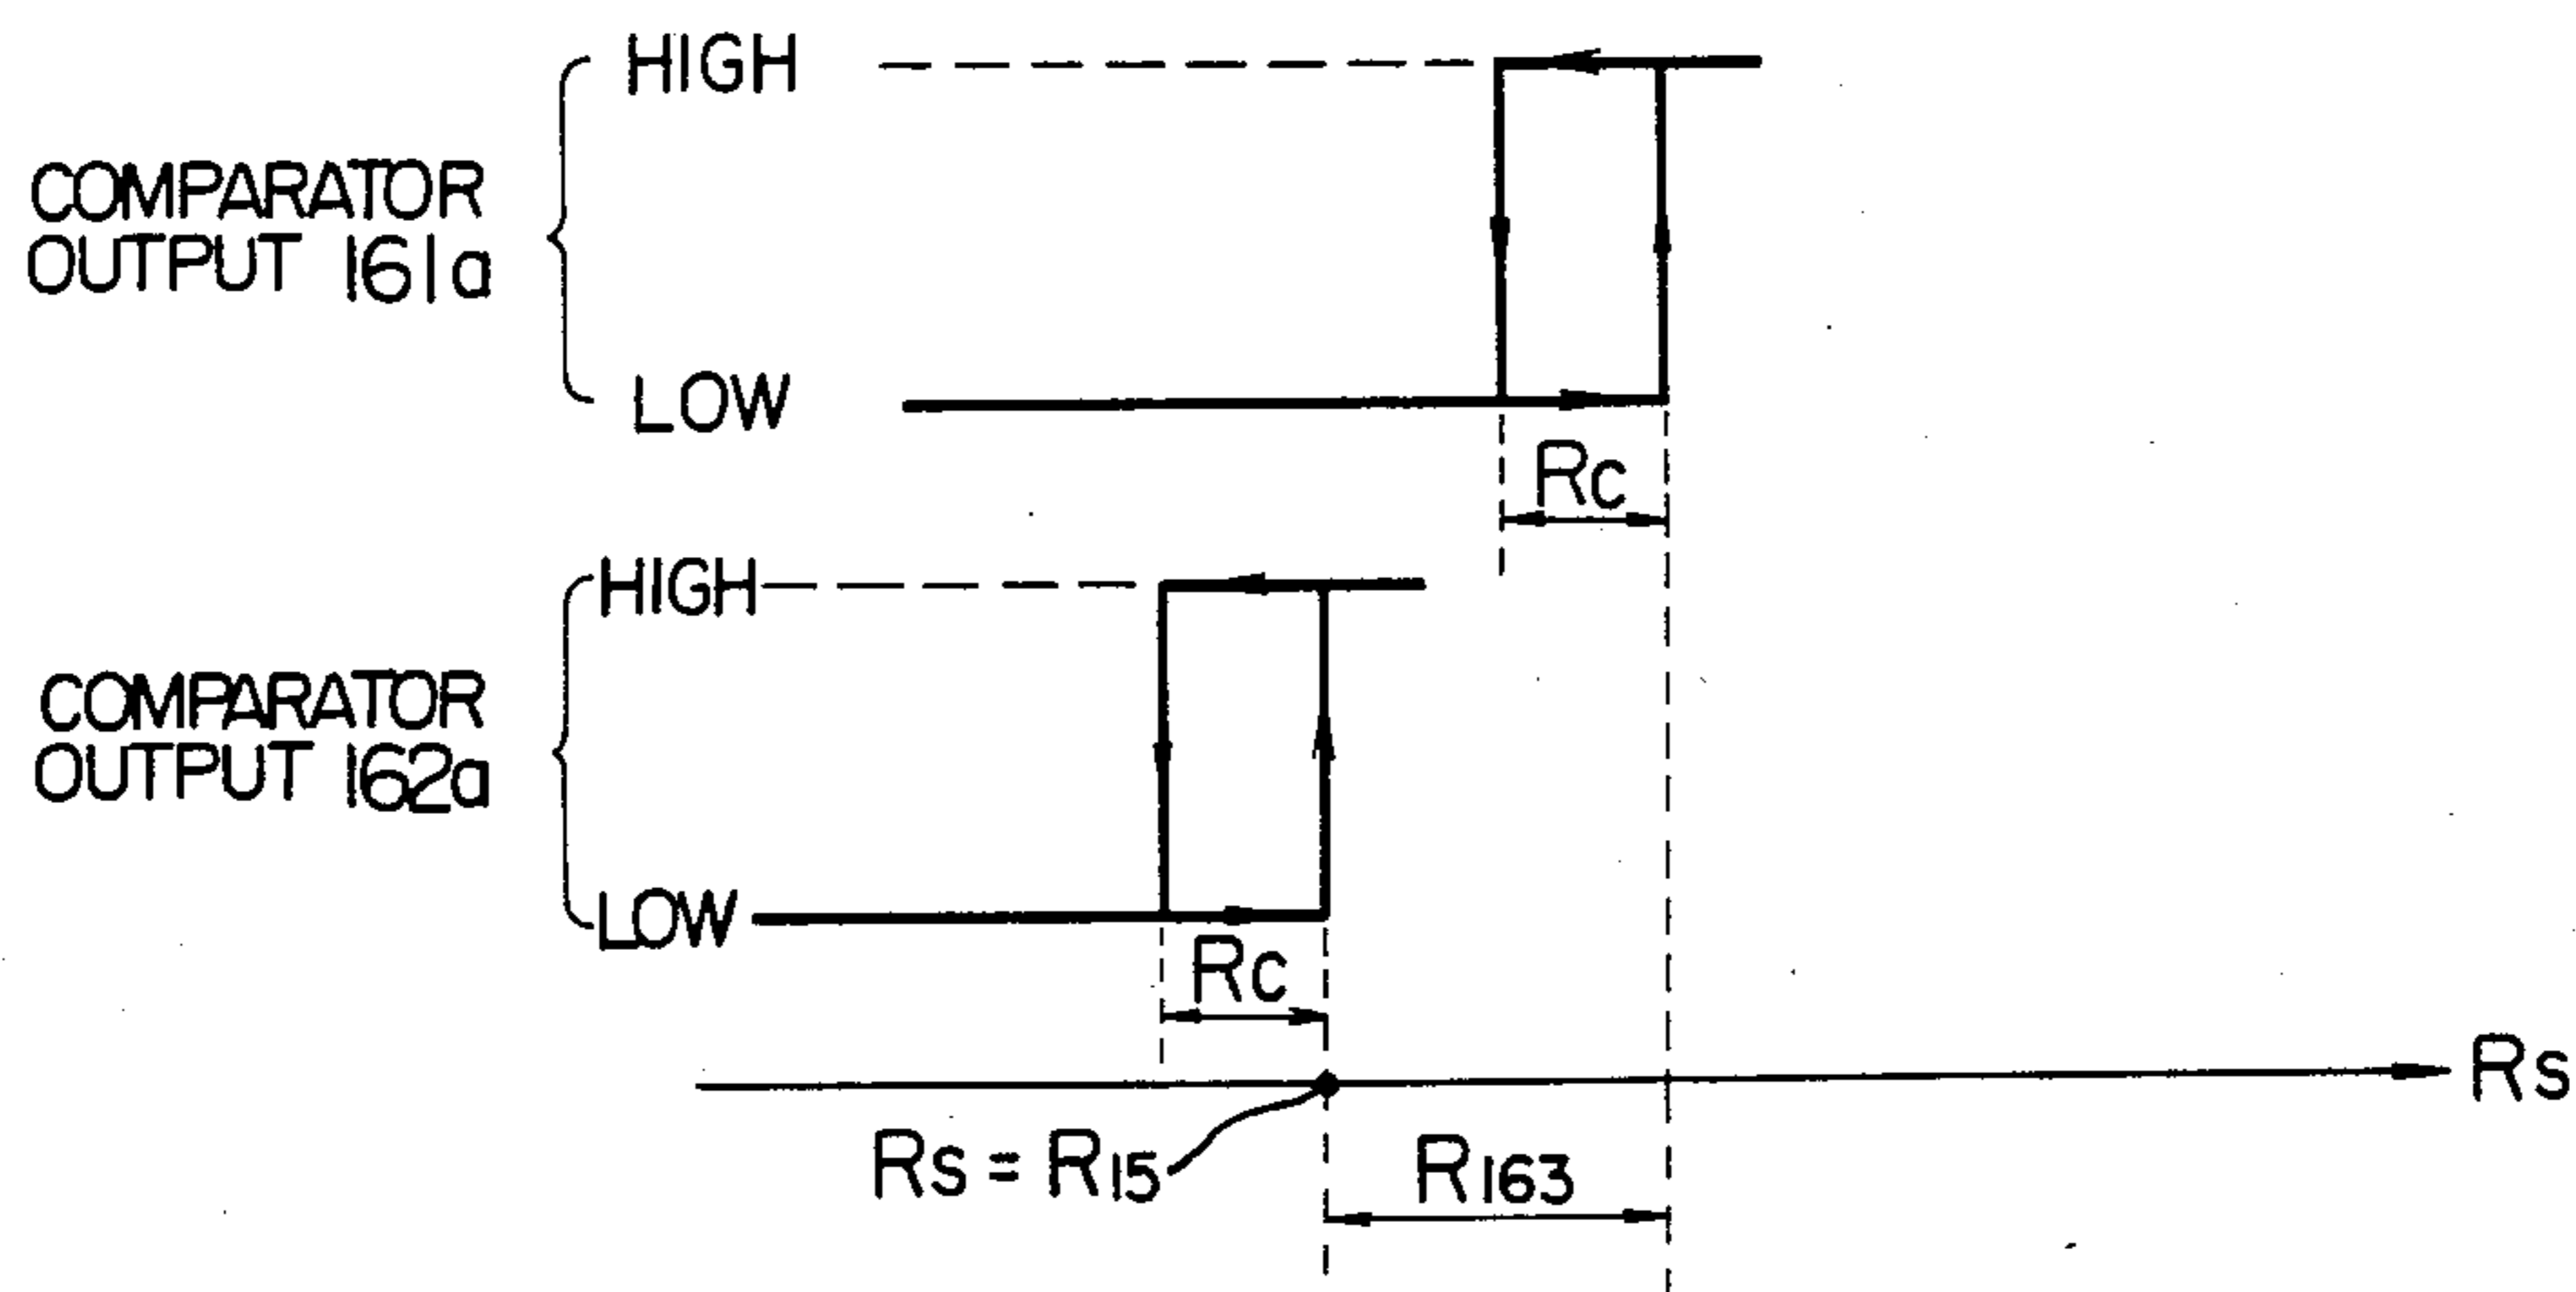 HIGH
COMPARATOR
OUTPUT 161a
LOW
Rc
HIGH
COMPARATOR
OUTPUT 162a
LOW
Rc
Rs
Rs = R15
R163